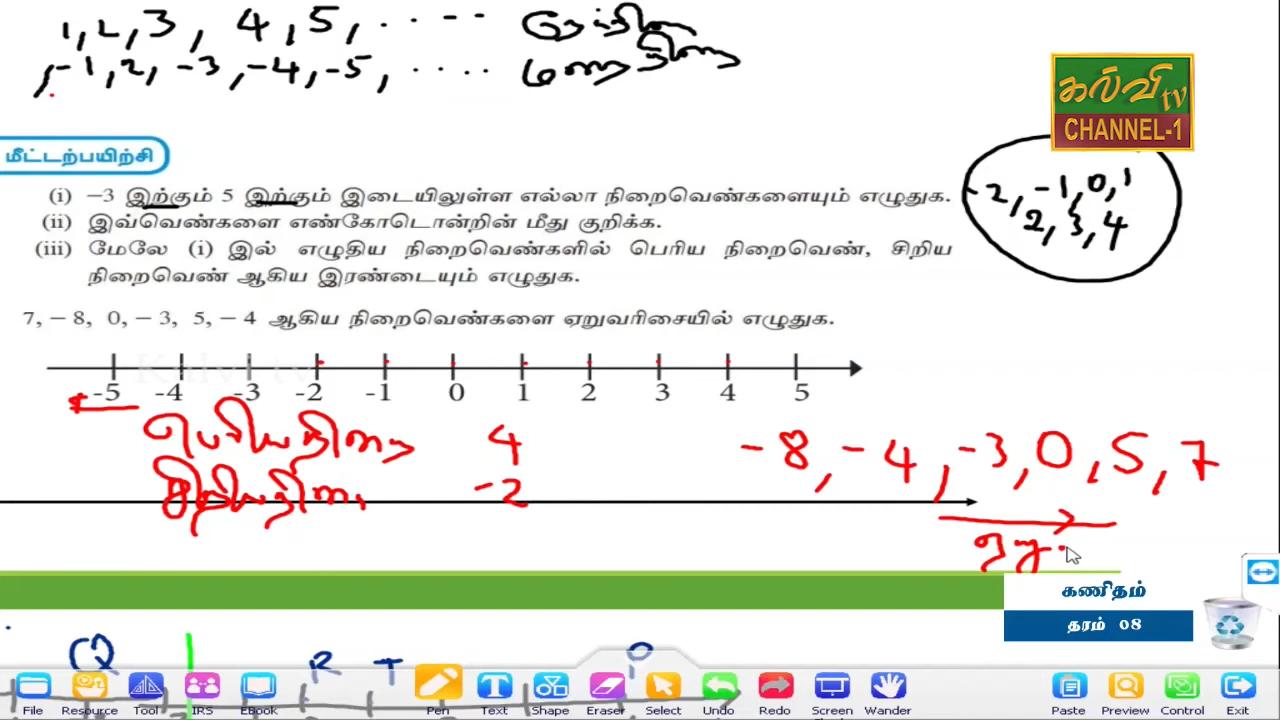 1, 2, 3, 4, 5, ....
, -1, 2, -3, -4, -5, ....
கல்வி tv
CHANNEL-1
மீட்டற்பயிற்சி
-2, -1, 0, 1
2, 3, 4
(i) −3 இற்கும் 5 இற்கும் இடையிலுள்ள எல்லா நிறைவெண்களையும் எழுதுக.
(ii) இவ்வெண்களை எண்கோடொன்றின் மீது குறிக்க.
(iii) மேலே (i) இல் எழுதிய நிறைவெண்களில் பெரிய நிறைவெண், சிறிய
நிறைவெண் ஆகிய இரண்டையும் எழுதுக.
7, − 8, 0, − 3, 5, − 4 ஆகிய நிறைவெண்களை ஏறுவரிசையில் எழுதுக.
Kalvi tv
-5 -4 -3 -2 -1 0 1 2 3 4 5
பெரிய நிறை 4
சிறிய நிறை -2
-8, -4, -3, 0, 5, 7
கணிதம்
தரம் 08
Q R T P
File Resource Tool IRS EBook Pen Text Shape Eraser Select Undo Redo Screen Wander Paste Preview Control Exit